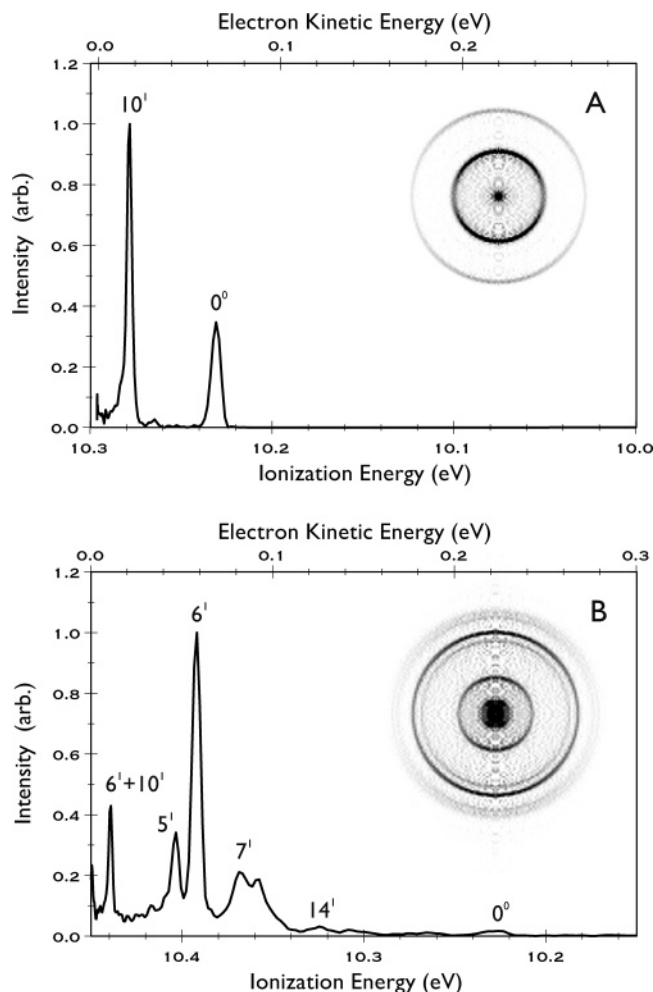 Electron Kinetic Energy (eV)
0.0 0.1 0.2
1.2
1.0
0.8
0.6
0.4
0.2
0.0
Intensity (arb.)
10¹
0⁰
A
10.3 10.2 10.1 10.0
Ionization Energy (eV)
Electron Kinetic Energy (eV)
0.0 0.1 0.2 0.3
1.2
1.0
0.8
0.6
0.4
0.2
0.0
Intensity (arb.)
6¹+10¹
5¹
6¹
7¹
14¹
0⁰
B
10.4 10.3 10.2
Ionization Energy (eV)